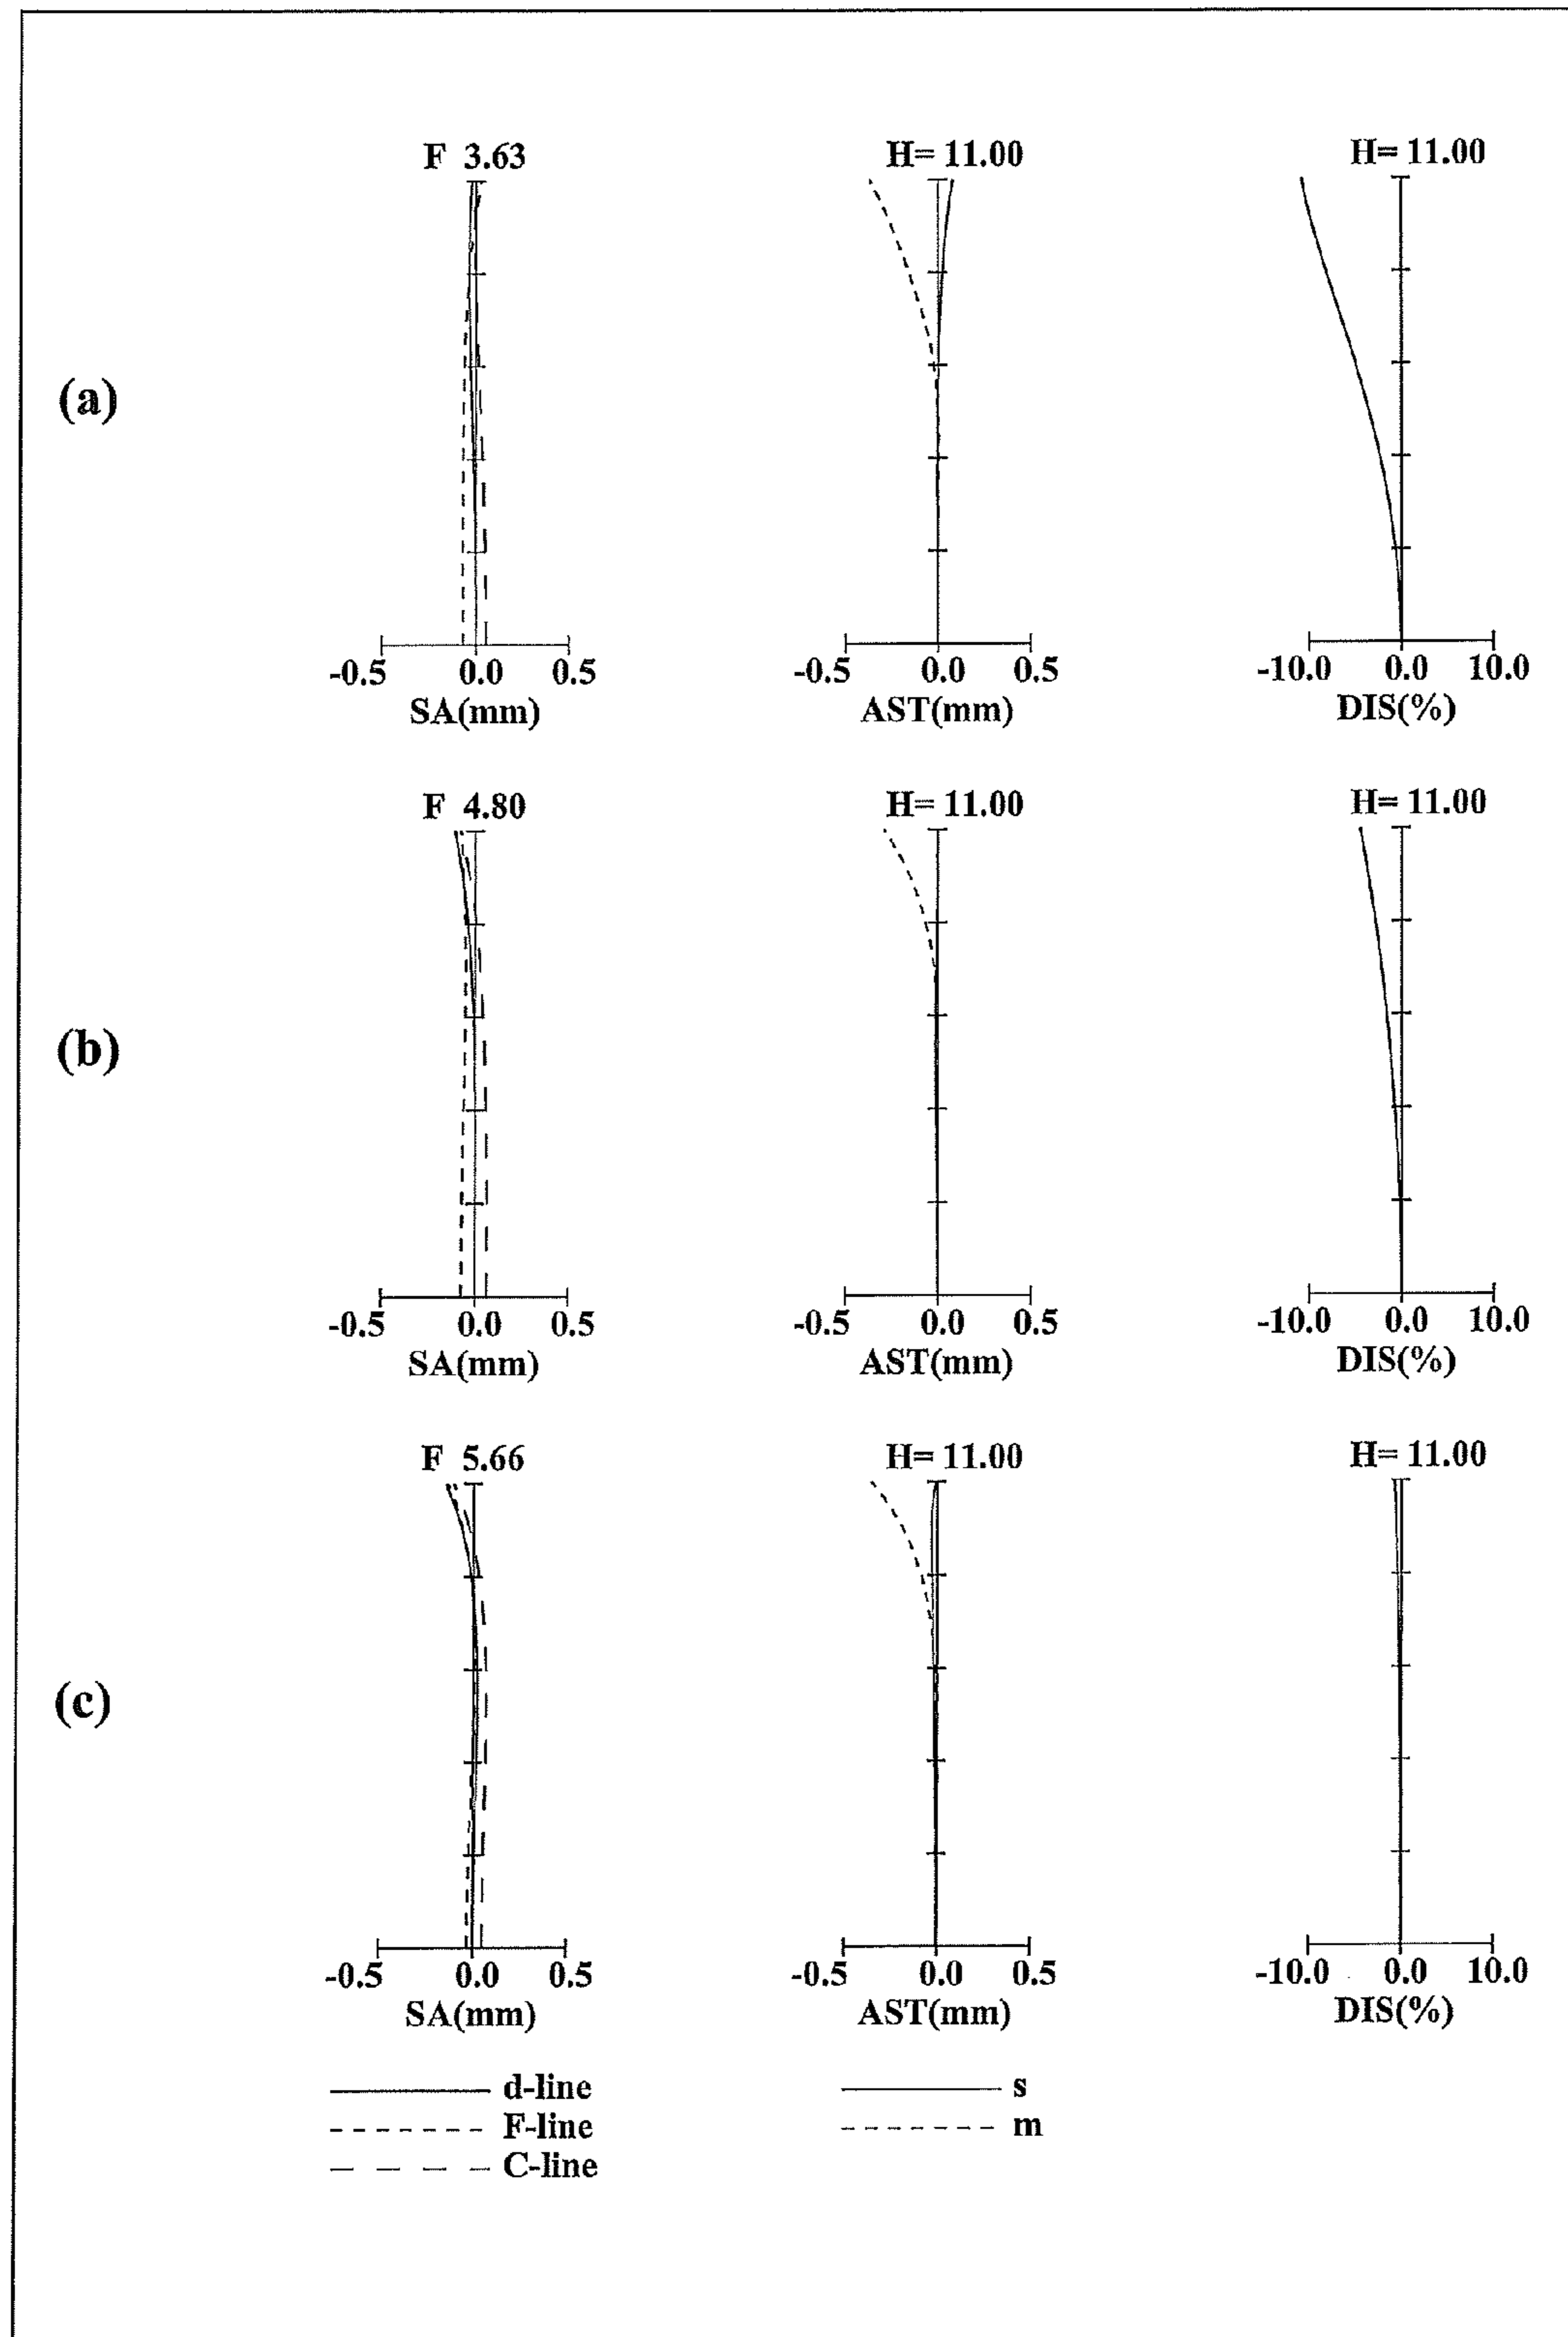 F 3.63
H= 11.00
H= 11.00
(a)
-0.5 0.0 0.5
SA(mm)
-0.5 0.0 0.5
AST(mm)
-10.0 0.0 10.0
DIS(%)
F 4.80
H= 11.00
H= 11.00
(b)
-0.5 0.0 0.5
SA(mm)
-0.5 0.0 0.5
AST(mm)
-10.0 0.0 10.0
DIS(%)
F 5.66
H= 11.00
H= 11.00
(c)
-0.5 0.0 0.5
SA(mm)
-0.5 0.0 0.5
AST(mm)
-10.0 0.0 10.0
DIS(%)
d-line
F-line
C-line
s
m